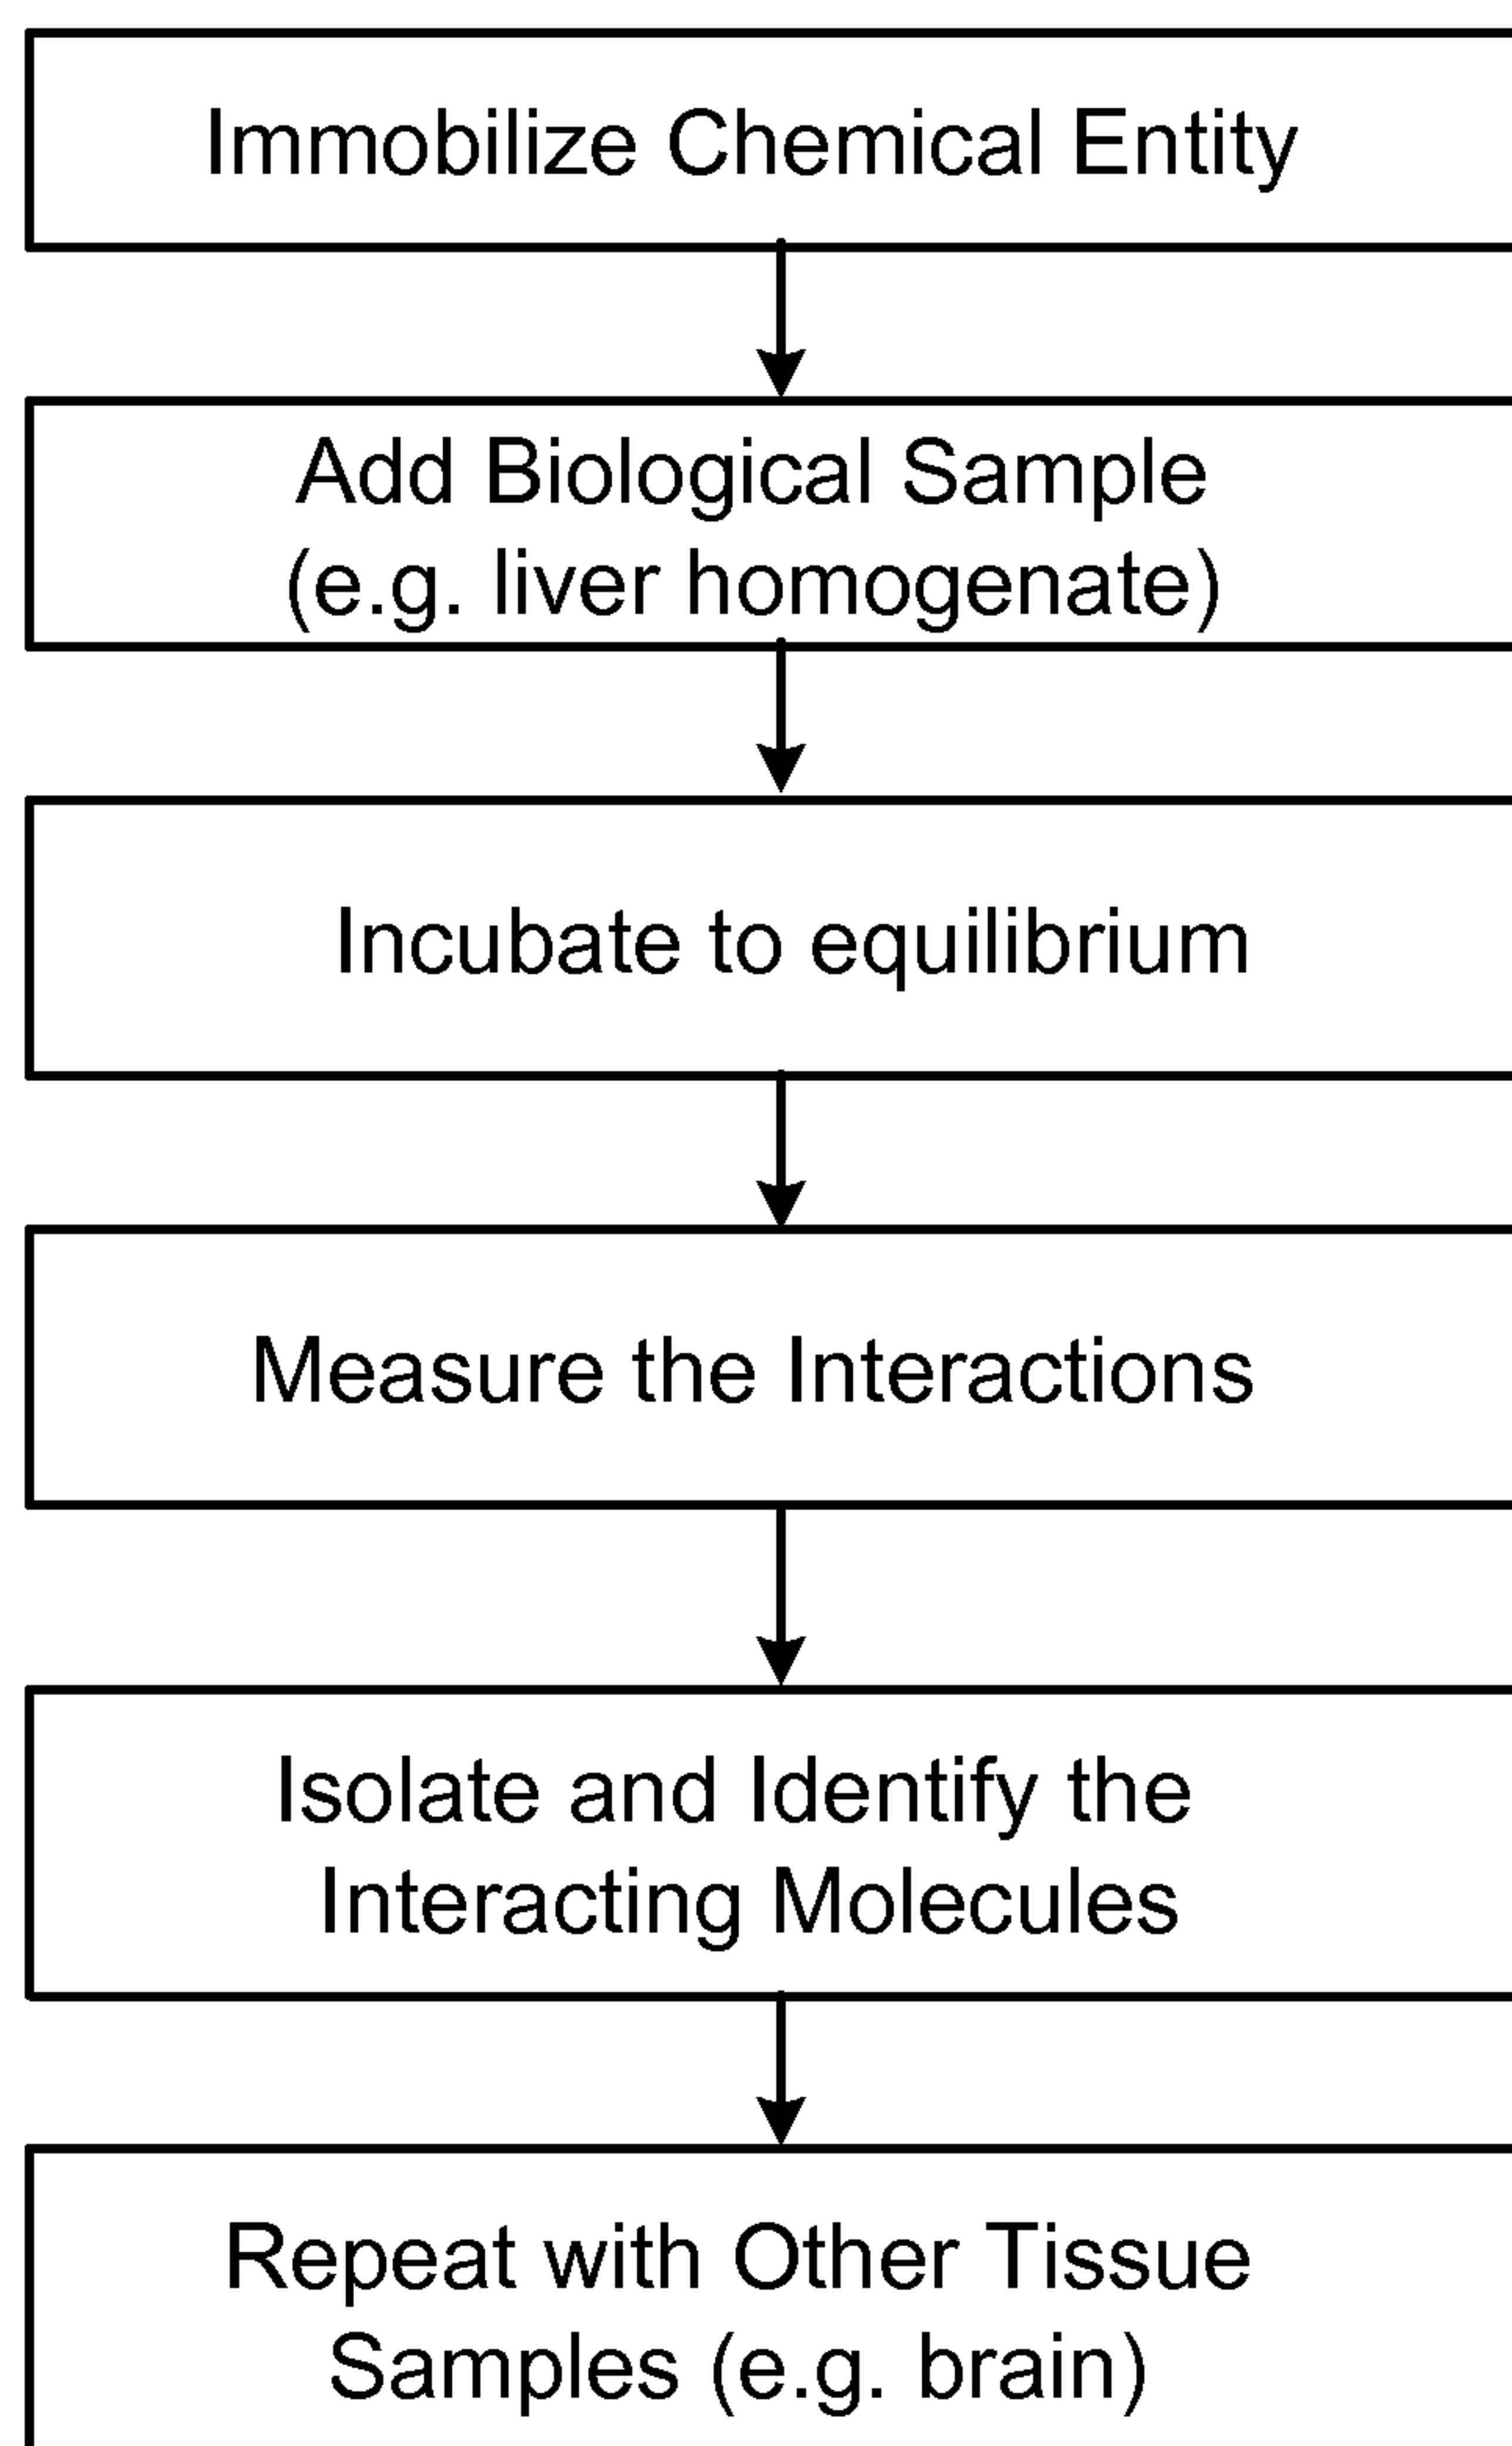 Immobilize Chemical Entity
Add Biological Sample
(e.g. liver homogenate)
Incubate to equilibrium
Measure the Interactions
Isolate and Identify the
Interacting Molecules
Repeat with Other Tissue
Samples (e.g. brain)